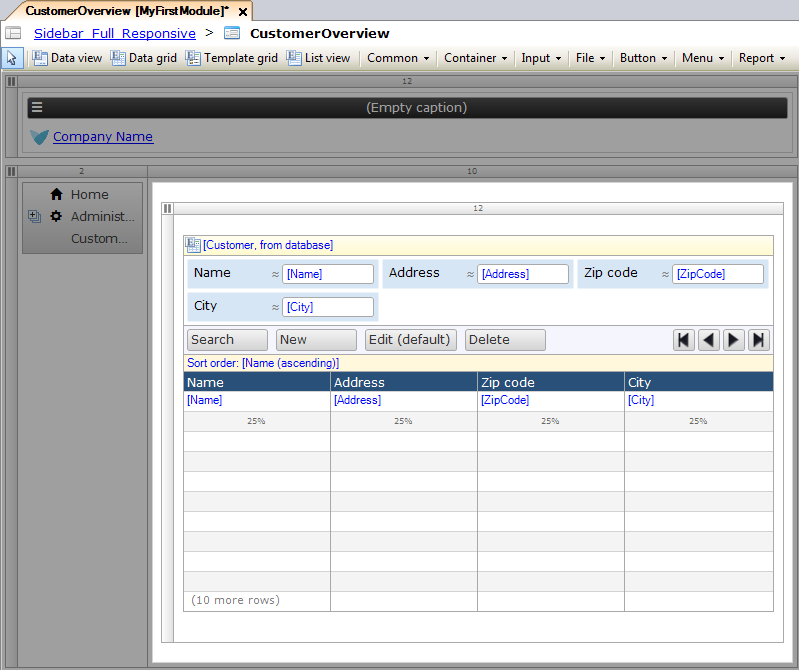 CustomerOverview [MyFirstModule]* ×
Sidebar_Full_Responsive > CustomerOverview
Data view Data grid Template grid List view Common Container Input File Button Menu Report
12
(Empty caption)
Company Name
2 10
Home
Administ...
Custom...
12
[Customer, from database]
Name ≈ [Name] Address ≈ [Address] Zip code ≈ [ZipCode]
City ≈ [City]
Search New Edit (default) Delete
Sort order: [Name (ascending)]
Name Address Zip code City
[Name] [Address] [ZipCode] [City]
25% 25% 25% 25%
(10 more rows)